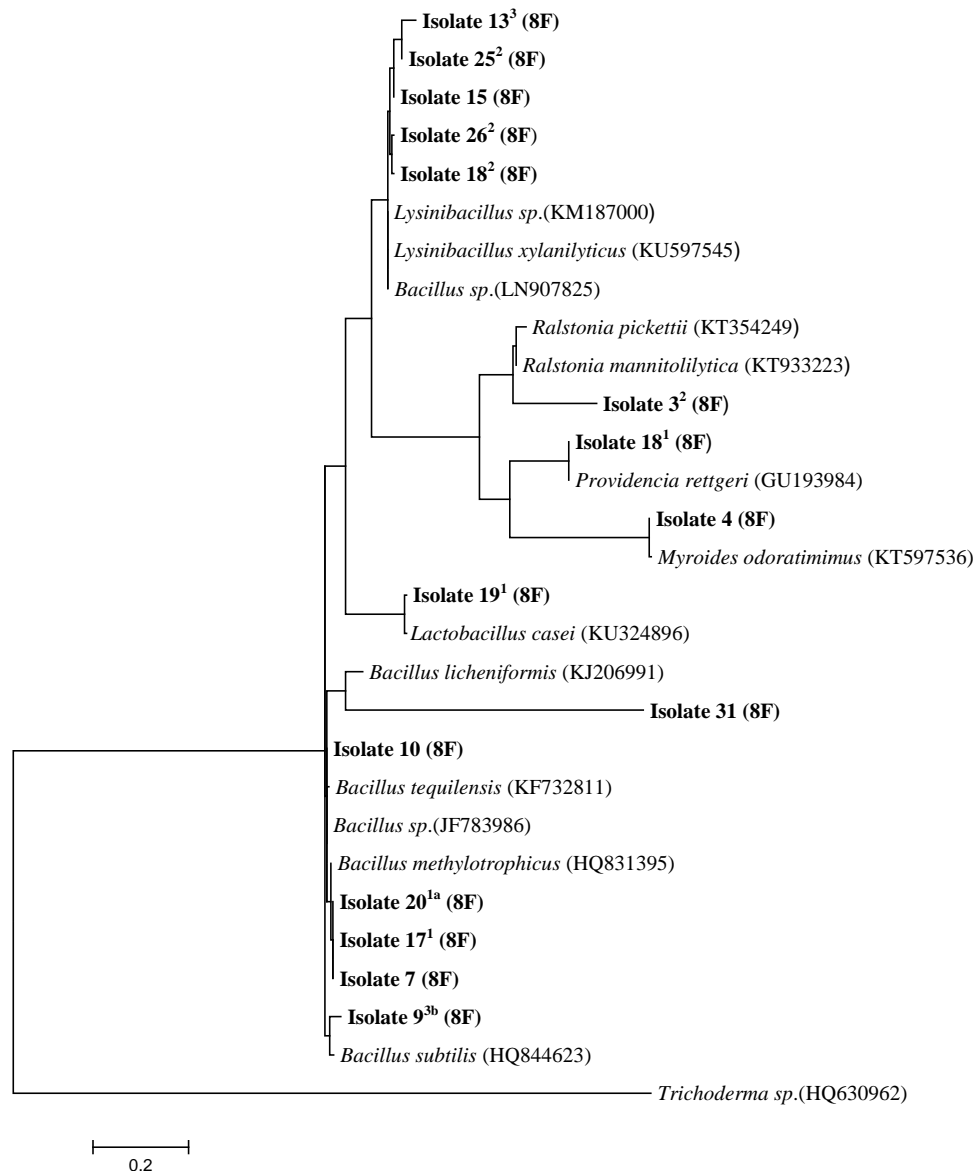 Isolate 13³ (8F)
Isolate 25² (8F)
Isolate 15 (8F)
Isolate 26² (8F)
Isolate 18² (8F)
Lysinibacillus sp.(KM187000)
Lysinibacillus xylanilyticus (KU597545)
Bacillus sp.(LN907825)
Ralstonia pickettii (KT354249)
Ralstonia mannitolilytica (KT933223)
Isolate 3² (8F)
Isolate 18¹ (8F)
Providencia rettgeri (GU193984)
Isolate 4 (8F)
Myroides odoratimimus (KT597536)
Isolate 19¹ (8F)
Lactobacillus casei (KU324896)
Bacillus licheniformis (KJ206991)
Isolate 31 (8F)
Isolate 10 (8F)
Bacillus tequilensis (KF732811)
Bacillus sp.(JF783986)
Bacillus methylotrophicus (HQ831395)
Isolate 20¹ᵃ (8F)
Isolate 17¹ (8F)
Isolate 7 (8F)
Isolate 9³ᵇ (8F)
Bacillus subtilis (HQ844623)
Trichoderma sp.(HQ630962)
0.2